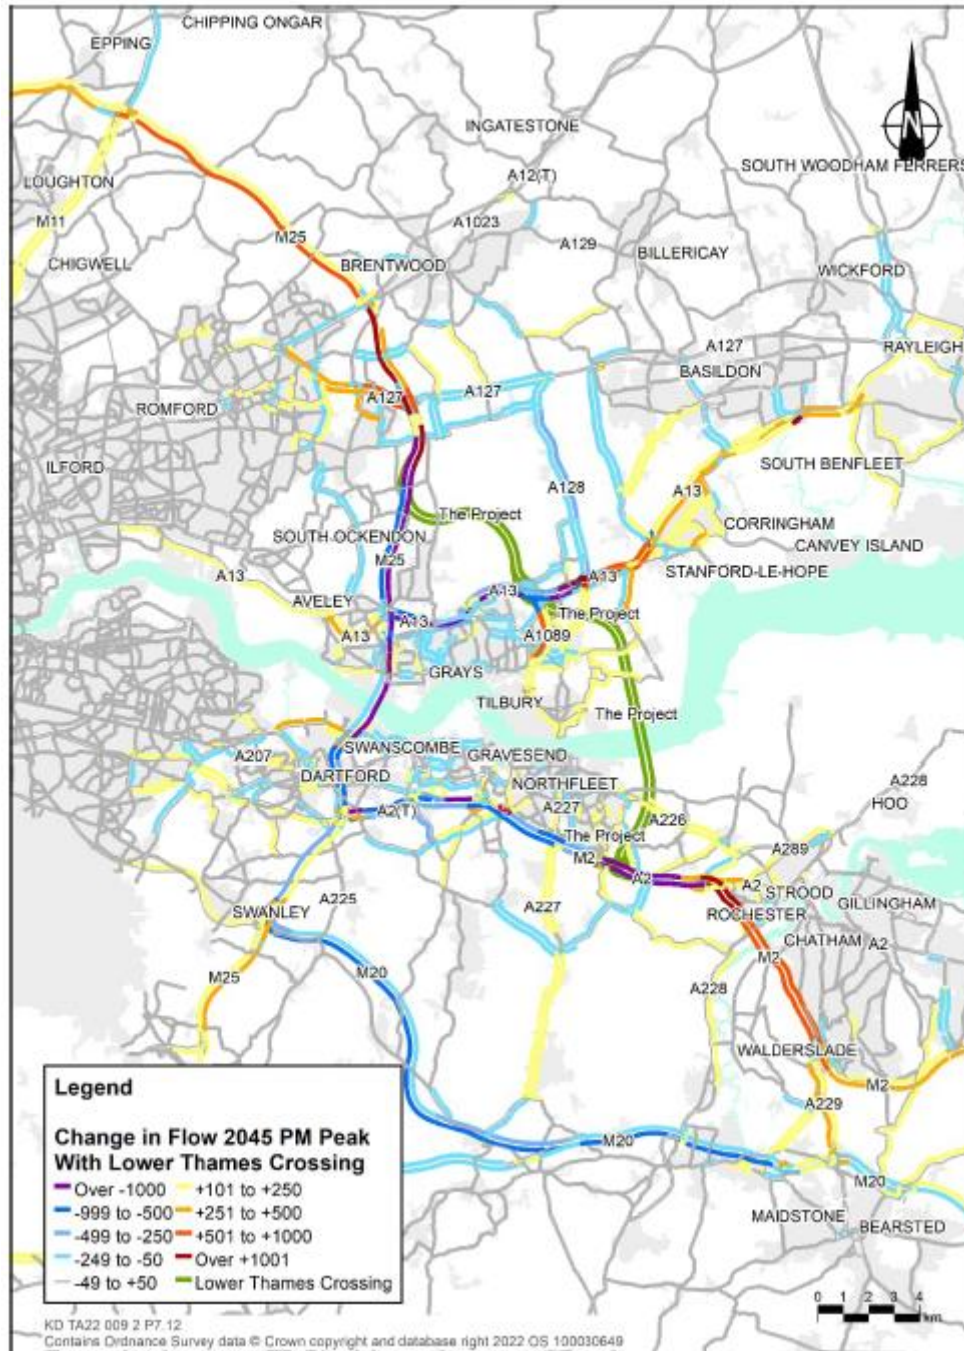 CHIPPING ONGAR
EPPING
N
INGATESTONE
SOUTH WOODHAM FERRERS
A12(T)
LOUGHTON
M11
A1023
M25
A129
BILLERICAY
CHIGWELL
BRENTWOOD
WICKFORD
A127
RAYLEIGH
BASILDON
A127
A127
ROMFORD
ILFORD
SOUTH BENFLEET
A128
A13
The Project
CORRINGHAM
SOUTH OCKENDON
CANVEY ISLAND
M25
STANFORD-LE-HOPE
A13
A13
A13
AVELEY
The Project
A13
A13
A1089
GRAYS
TILBURY
The Project
SWANSCOMBE
GRAVESEND
A207
DARTFORD
NORTHFLEET
A228
HOO
A2(T)
A227
A226
The Project
A289
M2
A2
A2
STROOD
GILLINGHAM
A225
SWANLEY
A227
ROCHESTER
CHATHAM
A2
M2
M20
M25
A228
WALDERSLADE
M2
A229
M20
M20
MAIDSTONE
BEARSTED
Legend
Change in Flow 2045 PM Peak
With Lower Thames Crossing
Over -1000
+101 to +250
-999 to -500
+251 to +500
-499 to -250
+501 to +1000
-249 to -50
Over +1001
-49 to +50
Lower Thames Crossing
0 1 2 3 4
km
KD TA22 009 2 P7.12
Contains Ordnance Survey data © Crown copyright and database right 2022 OS 100030649